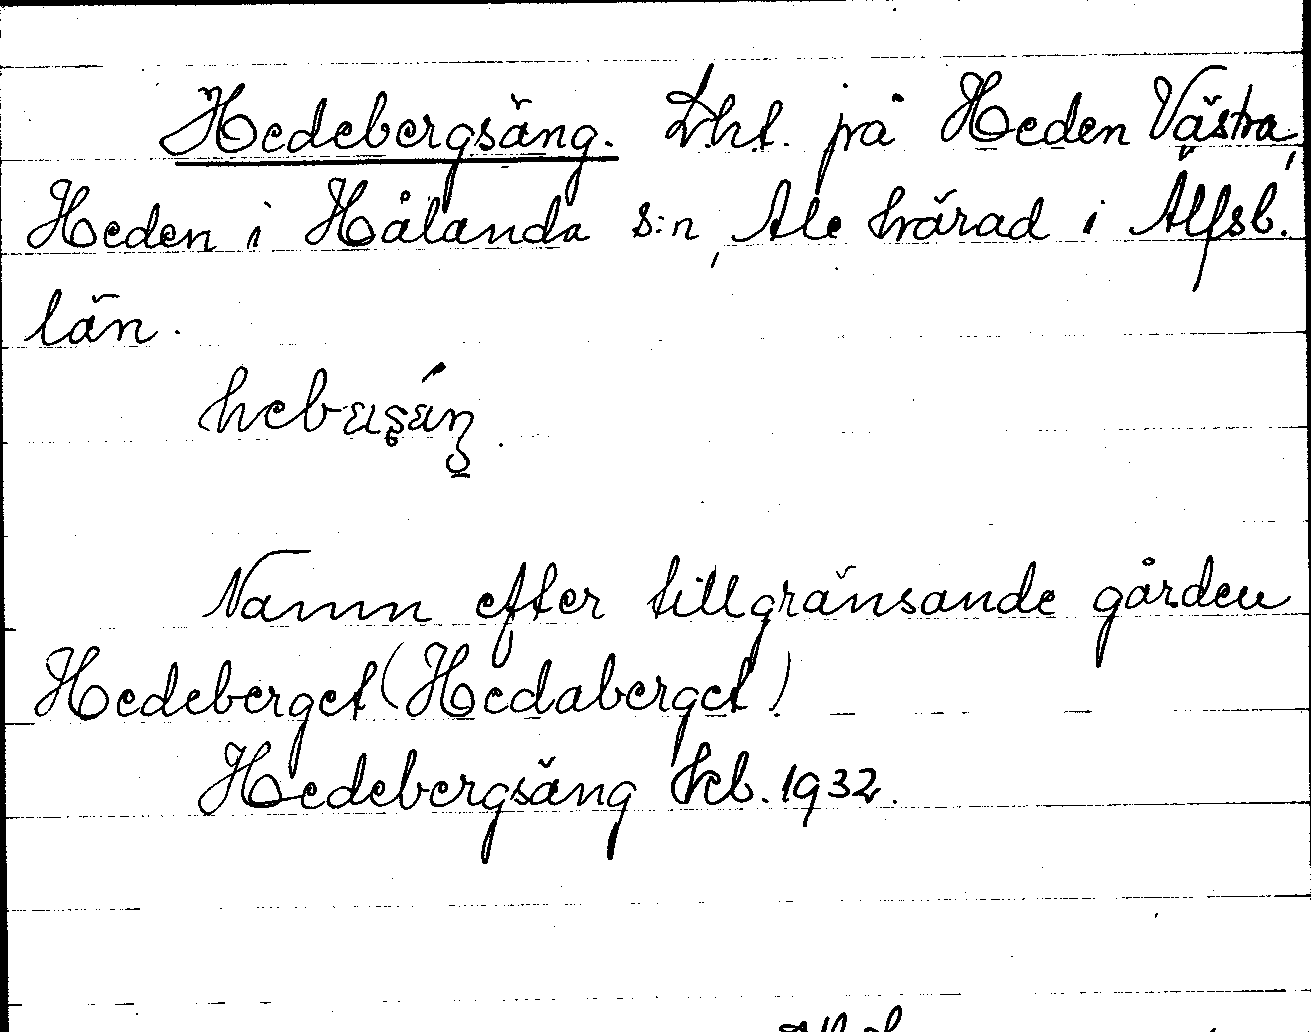 Hedebergsäng. Lht. på Heden Västra,
Heden i Hålanda s:n, Ale härad i Älfsb.
län.
Namn efter tillgränsande gården
Hedeberget (Hedaberget)
Hedebergsäng Jeb. 1932.